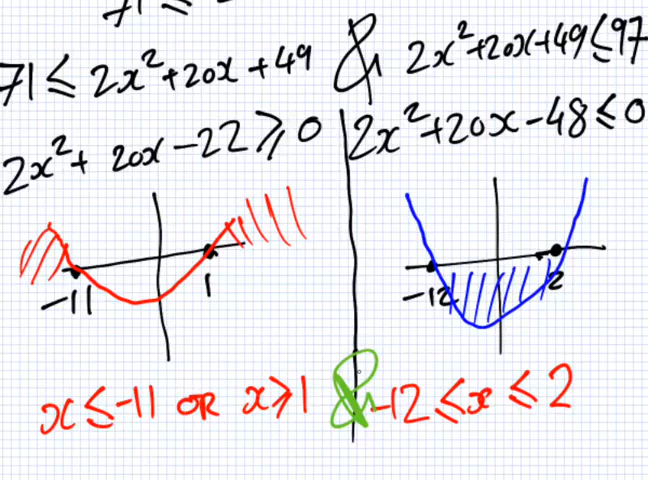 71 ≤
71 ≤ 2x²+20x+49 & 2x²+20x+49≤97
2x²+ 20x-22≥0
2x²+20x-48≤0
-11 1
-12 2
x≤-11 OR x≥1 & -12≤x≤2